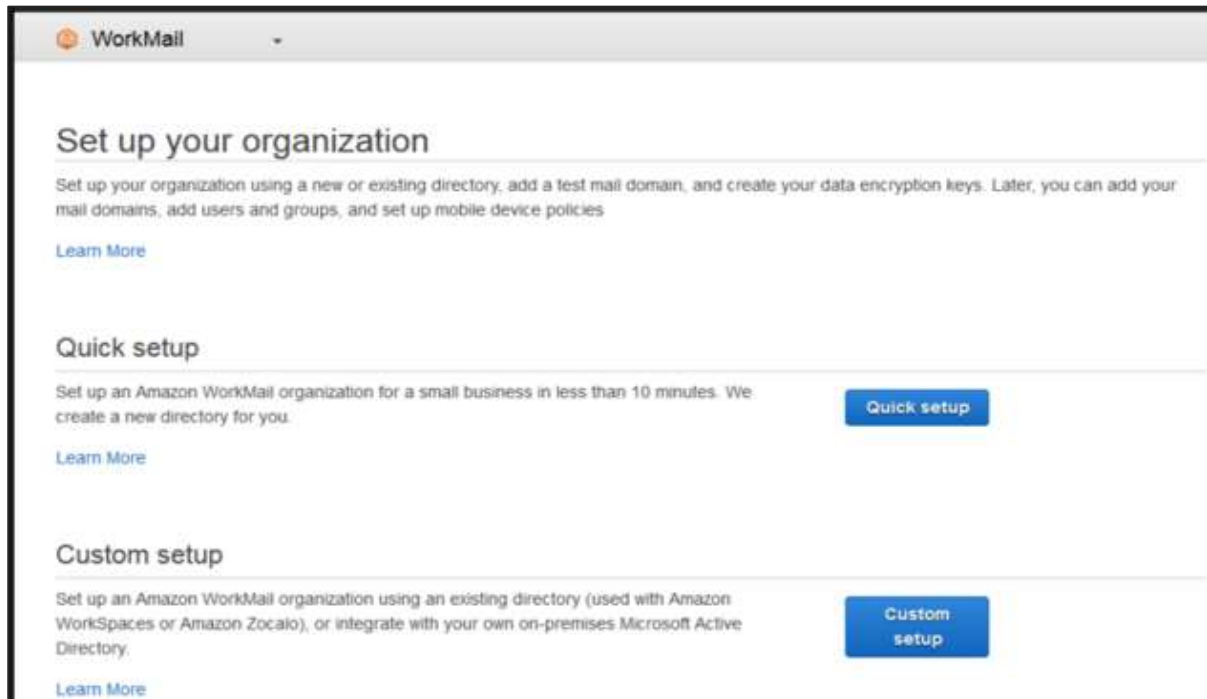 WorkMail
Set up your organization
Set up your organization using a new or existing directory, add a test mail domain, and create your data encryption keys. Later, you can add your
mail domains, add users and groups, and set up mobile device policies
Learn More
Quick setup
Set up an Amazon WorkMail organization for a small business in less than 10 minutes. We
create a new directory for you.
Quick setup
Learn More
Custom setup
Set up an Amazon WorkMail organization using an existing directory (used with Amazon
WorkSpaces or Amazon Zocalo), or integrate with your own on-premises Microsoft Active
Directory.
Custom
setup
Learn More